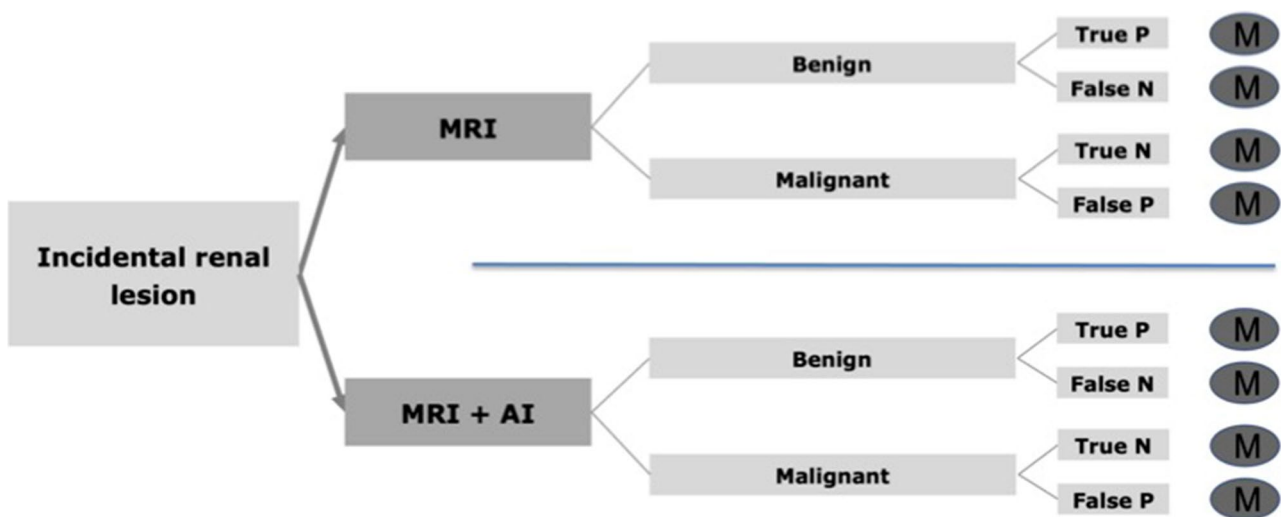 Incidental renal
lesion
MRI
Benign
True P
M
False N
M
Malignant
True N
M
False P
M
MRI + AI
Benign
True P
M
False N
M
Malignant
True N
M
False P
M